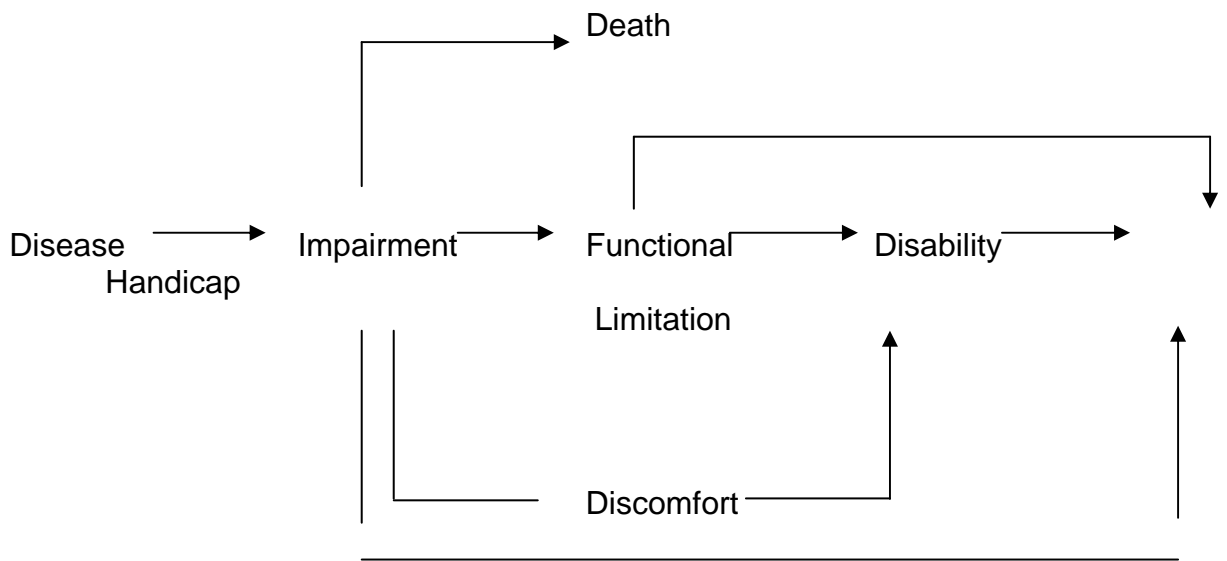 Death
Disease Impairment Functional Disability
Handicap
Limitation
Discomfort